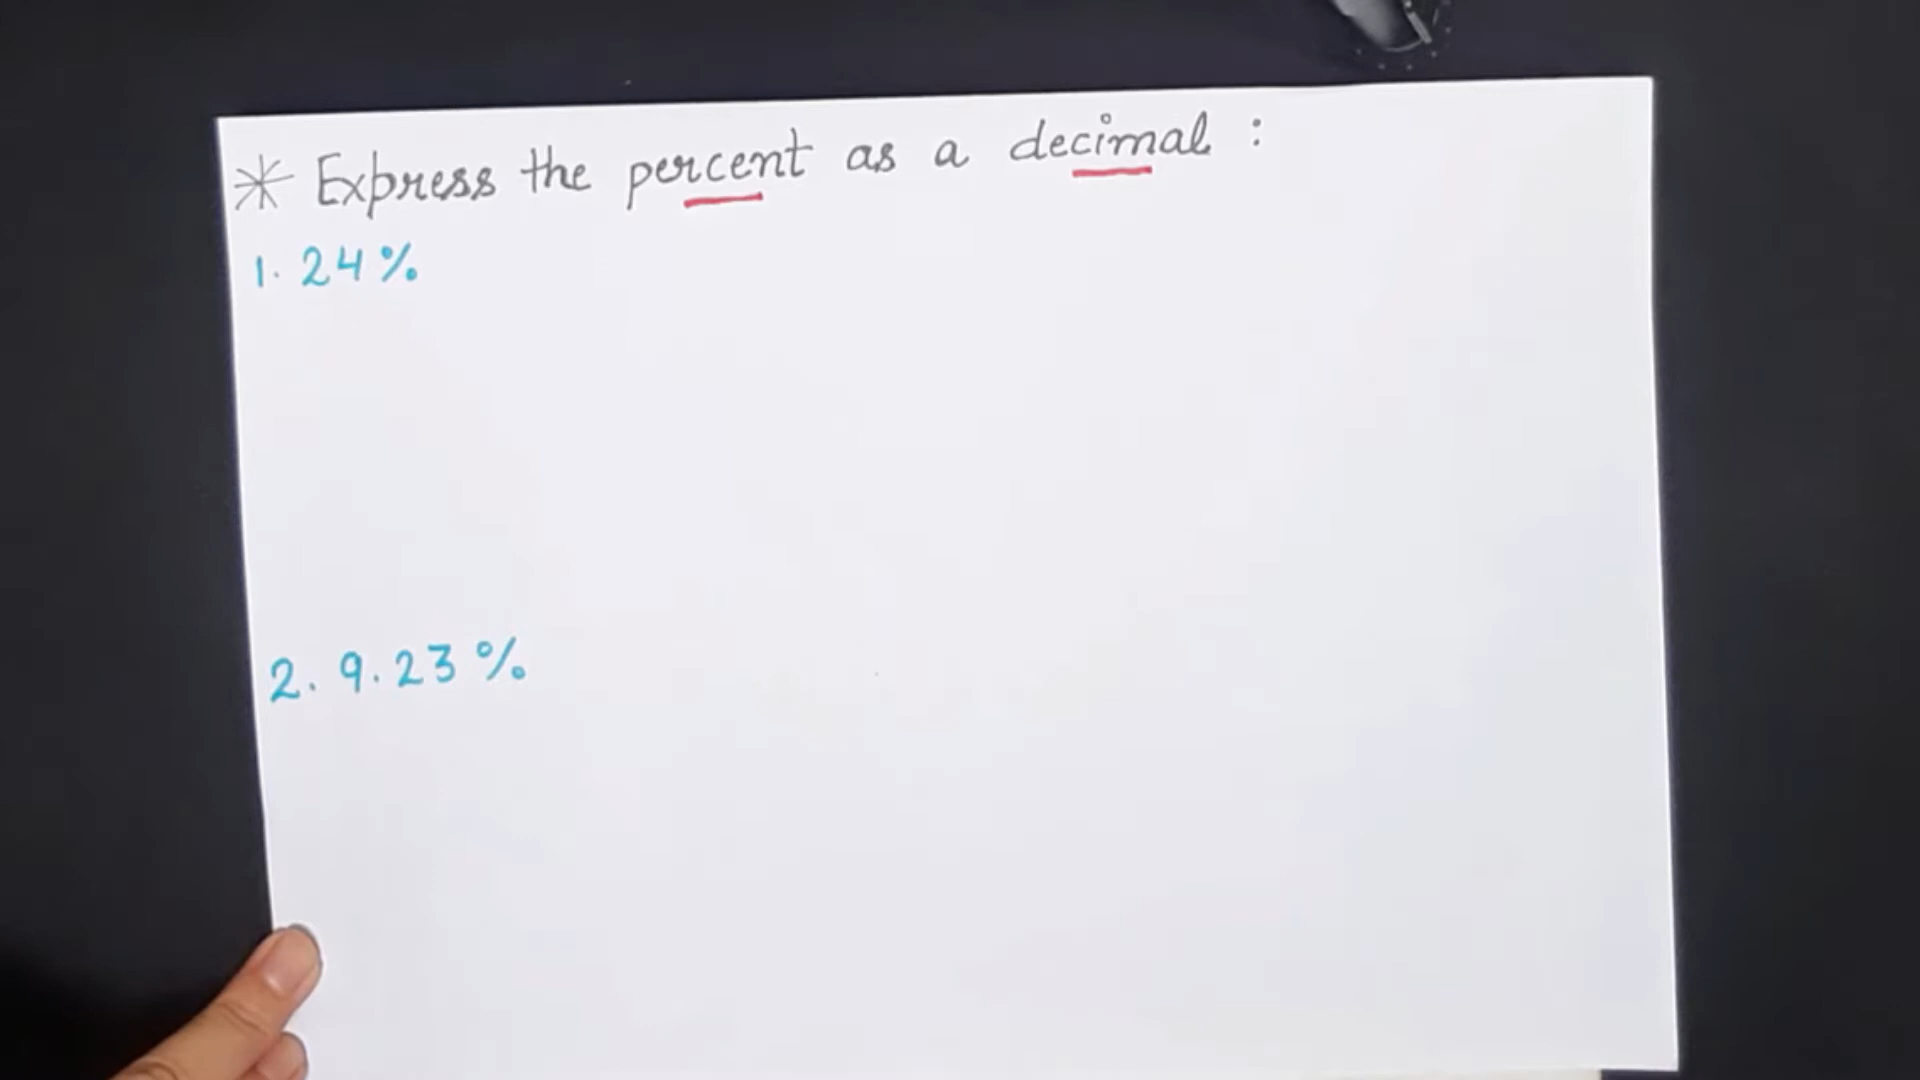 * Express the percent as a decimal :
1. 24%
2. 9.23%